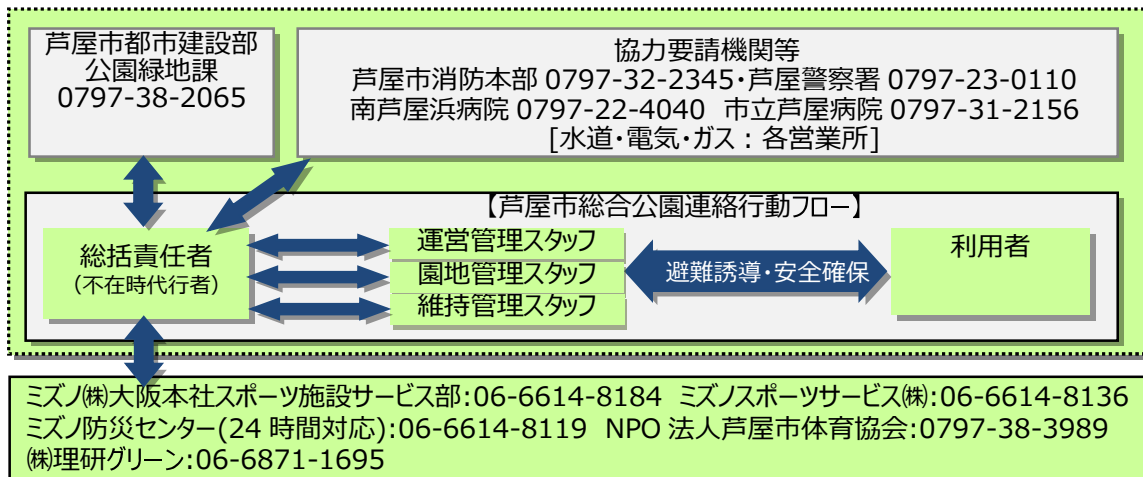 芦屋市都市建設部
公園緑地課
0797-38-2065
協力要請機関等
芦屋市消防本部 0797-32-2345・芦屋警察署 0797-23-0110
南芦屋浜病院 0797-22-4040 市立芦屋病院 0797-31-2156
[水道・電気・ガス：各営業所]
【芦屋市総合公園連絡行動フロー】
総括責任者
(不在時代行者)
運営管理スタッフ
園地管理スタッフ
維持管理スタッフ
避難誘導・安全確保
利用者
ミズノ㈱大阪本社スポーツ施設サービス部:06-6614-8184 ミズノスポーツサービス㈱:06-6614-8136
ミズノ防災センター(24 時間対応):06-6614-8119 NPO 法人芦屋市体育協会:0797-38-3989
㈱理研グリーン:06-6871-1695